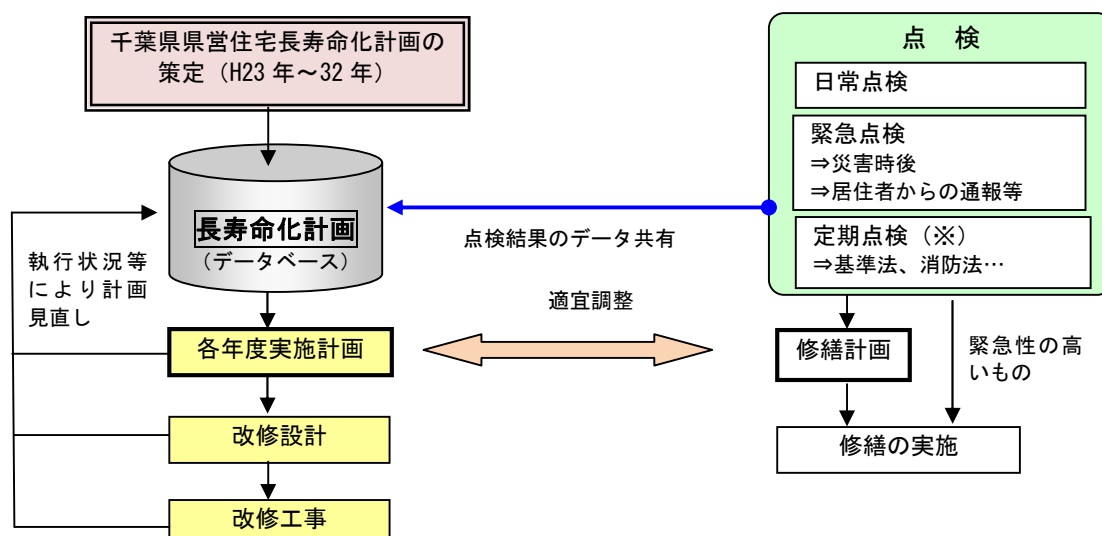 千葉県県営住宅長寿命化計画の
策定（H23 年～32 年）
長寿命化計画
（データベース）
執行状況等
により計画
見直し
各年度実施計画
改修設計
改修工事
点検結果のデータ共有
適宜調整
点　検
日常点検
緊急点検
⇒災害時後
⇒居住者からの通報等
定期点検（※）
⇒基準法、消防法…
修繕計画
緊急性の高
いもの
修繕の実施